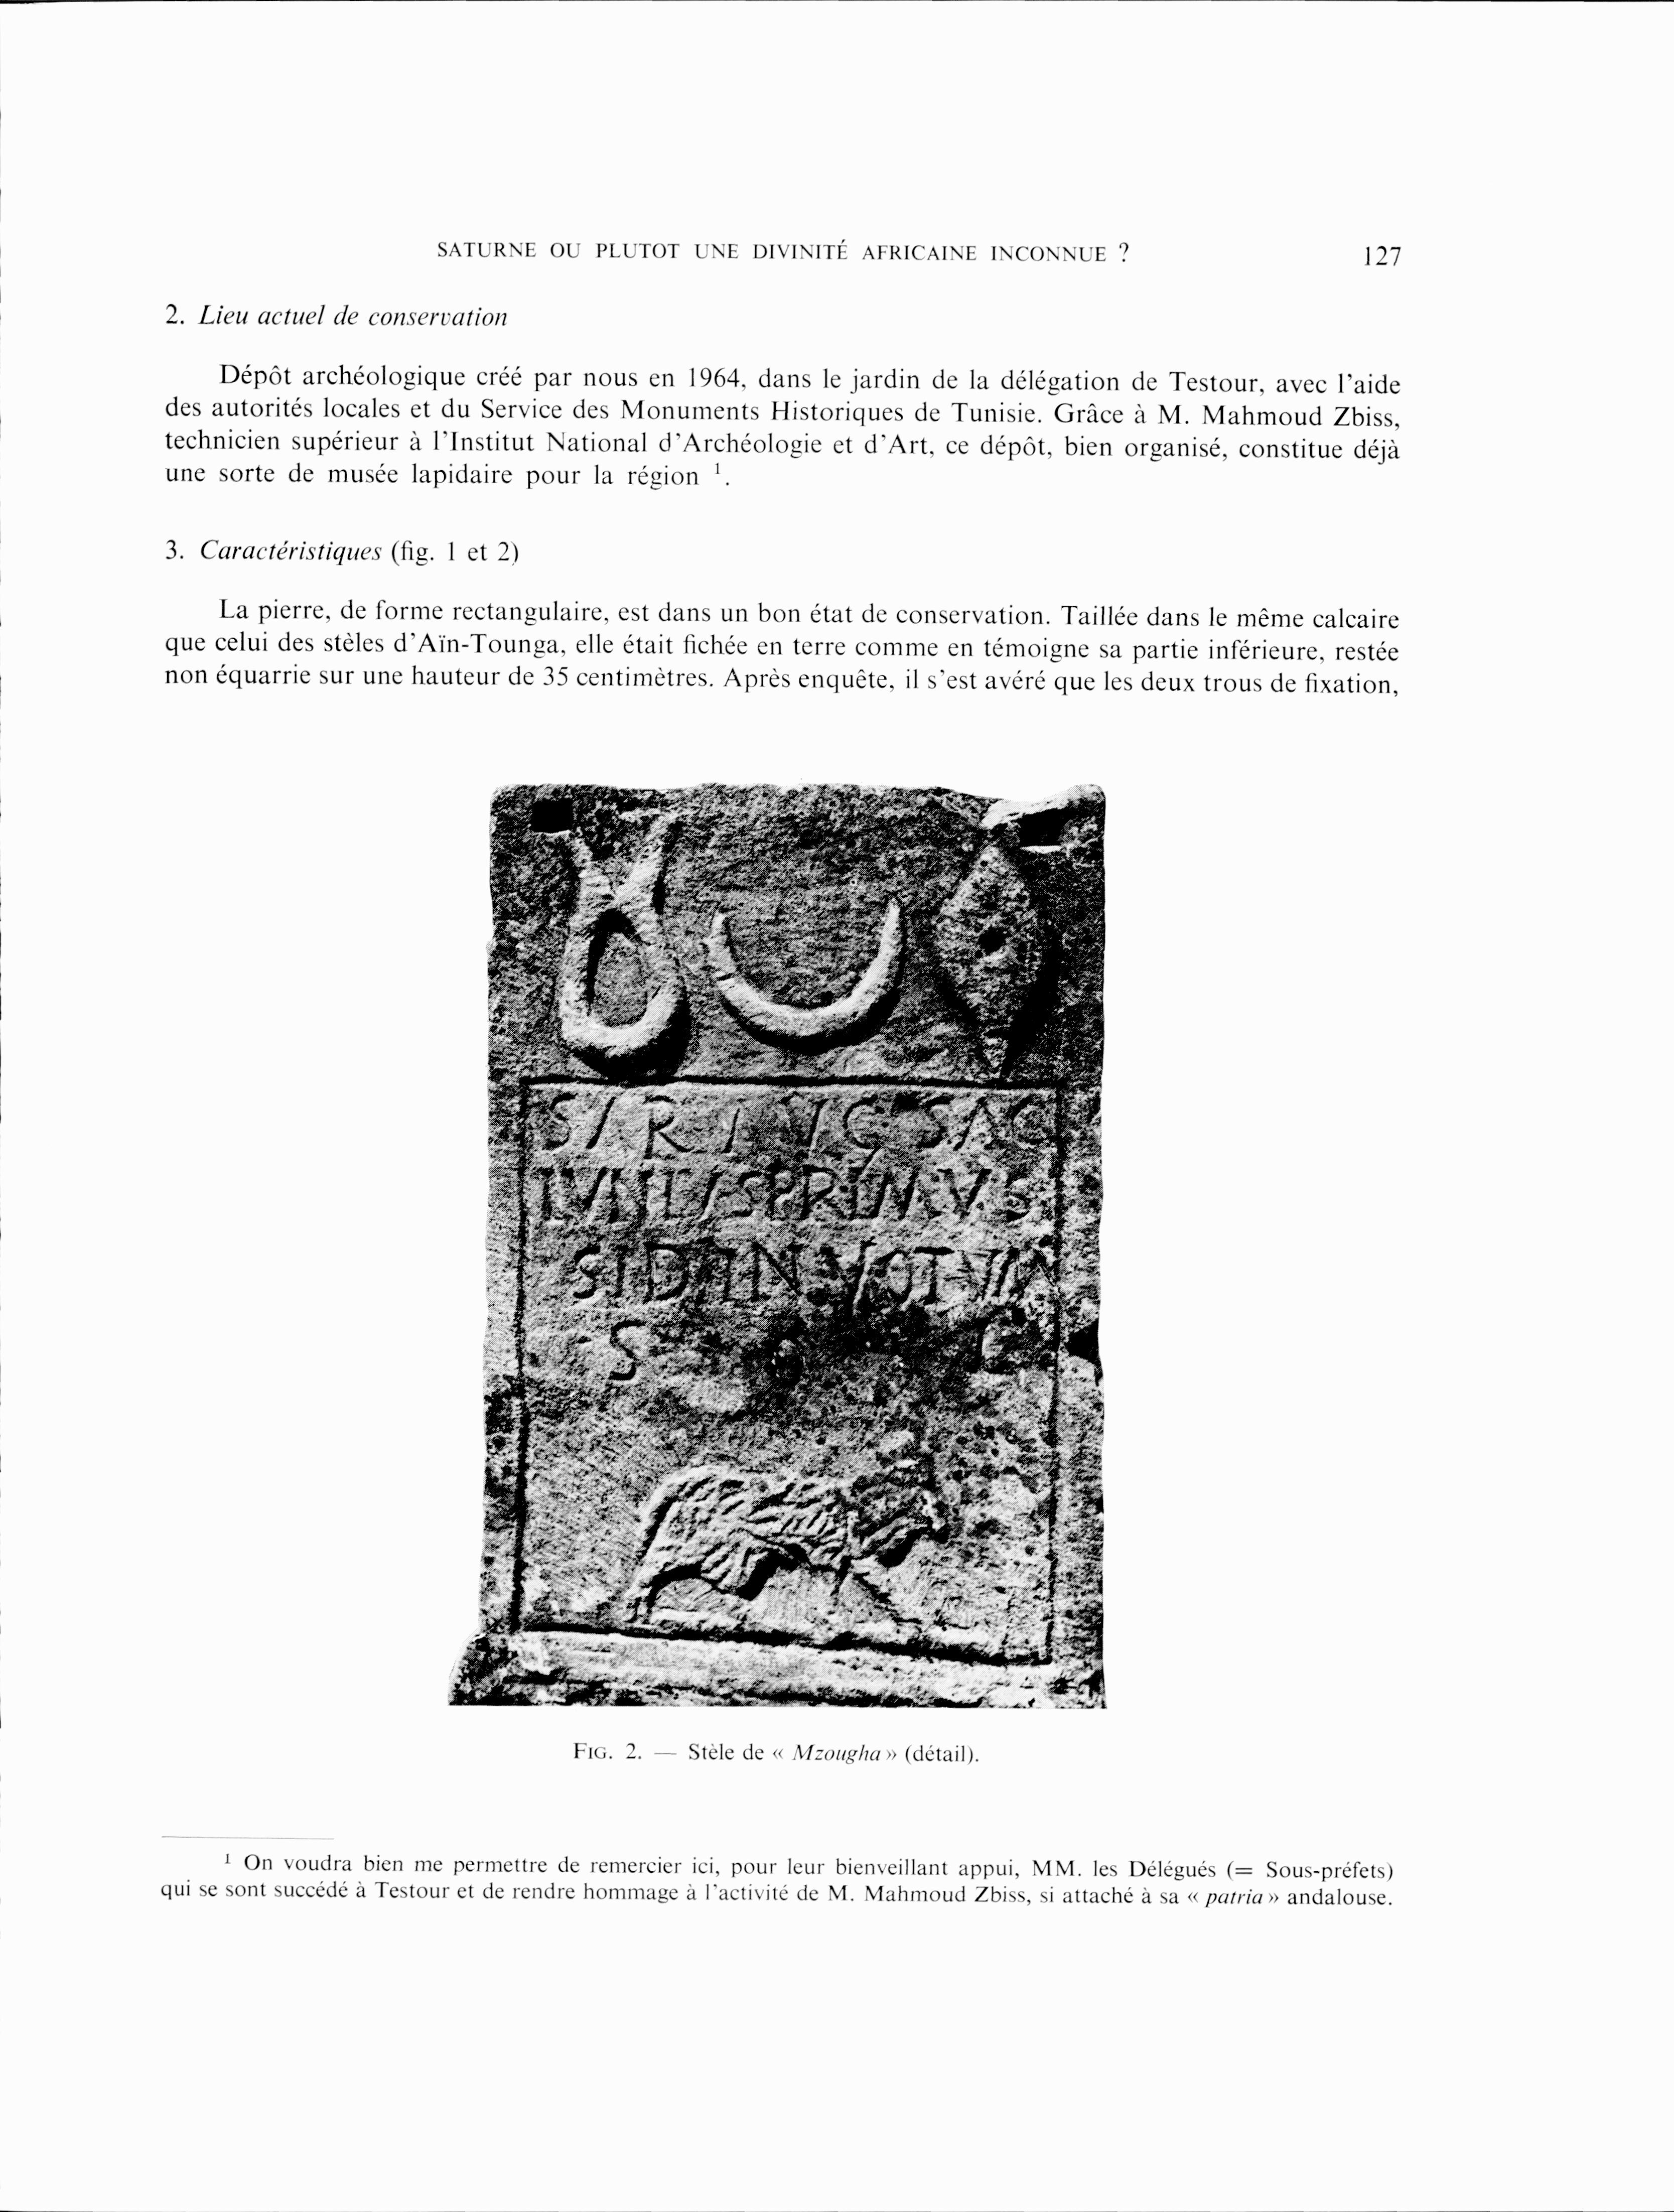 SATURNE OU PLUTOT UNE DIVINITÉ AFRICAINE INCONNUE ?
127
2. Lieu actuel de conservation
Dépôt archéologique créé par nous en 1964, dans le jardin de la délégation de Testour, avec l'aide
des autorités locales et du Service des Monuments Historiques de Tunisie. Grâce à M. Mahmoud Zbiss,
technicien supérieur à l'Institut National d'Archéologie et d'Art, ce dépôt, bien organisé, constitue déjà
une sorte de musée lapidaire pour la région ¹.
3. Caractéristiques (fig. 1 et 2)
La pierre, de forme rectangulaire, est dans un bon état de conservation. Taillée dans le même calcaire
que celui des stèles d'Aïn-Tounga, elle était fichée en terre comme en témoigne sa partie inférieure, restée
non équarrie sur une hauteur de 35 centimètres. Après enquête, il s'est avéré que les deux trous de fixation,
AVG SAC
PRIMVS
VOTVM
S O L
FIG. 2. — Stèle de « Mzougha » (détail).
¹ On voudra bien me permettre de remercier ici, pour leur bienveillant appui, MM. les Délégués (= Sous-préfets)
qui se sont succédé à Testour et de rendre hommage à l'activité de M. Mahmoud Zbiss, si attaché à sa « patria » andalouse.